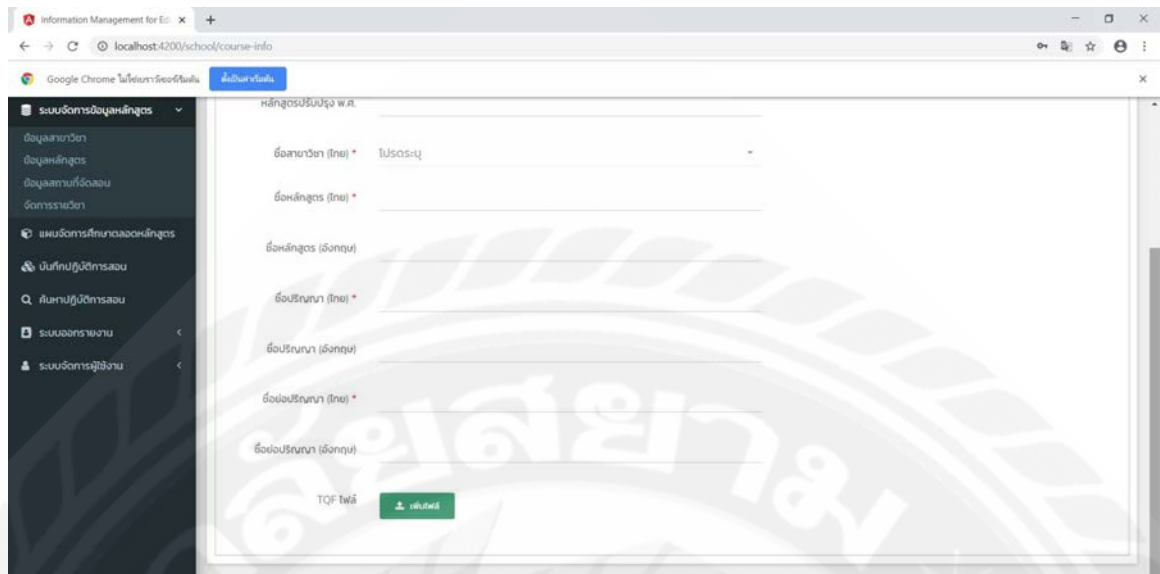 Information Management for Ed
localhost:4200/school/course-info
Google Chrome ไม่ใช่เบราว์เซอร์เริ่มต้น
ตั้งเป็นค่าเริ่มต้น
ระบบจัดการข้อมูลหลักสูตร
ข้อมูลสาขาวิชา
ข้อมูลหลักสูตร
ข้อมูลสถานที่จัดสอน
จัดการรายวิชา
แผนจัดการศึกษาตลอดหลักสูตร
บันทึกปฏิบัติการสอน
ค้นหาปฏิบัติการสอน
ระบบออกรายงาน
ระบบจัดการผู้ใช้งาน
หลักสูตรปรับปรุง พ.ศ.
ชื่อสาขาวิชา (ไทย) * โปรดระบุ
ชื่อหลักสูตร (ไทย) *
ชื่อหลักสูตร (อังกฤษ)
ชื่อปริญญา (ไทย) *
ชื่อปริญญา (อังกฤษ)
ชื่อย่อปริญญา (ไทย) *
ชื่อย่อปริญญา (อังกฤษ)
TQF ไฟล์ เพิ่มไฟล์
ลัยสยาม